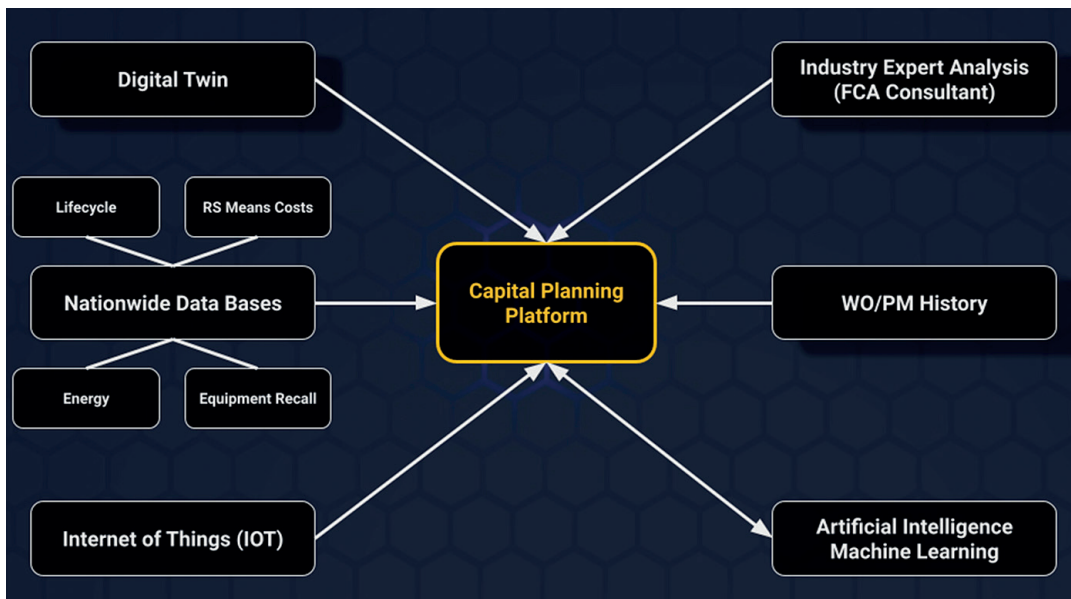 Digital Twin
Industry Expert Analysis
(FCA Consultant)
Lifecycle
RS Means Costs
Nationwide Data Bases
Capital Planning
Platform
WO/PM History
Energy
Equipment Recall
Internet of Things (IOT)
Artificial Intelligence
Machine Learning